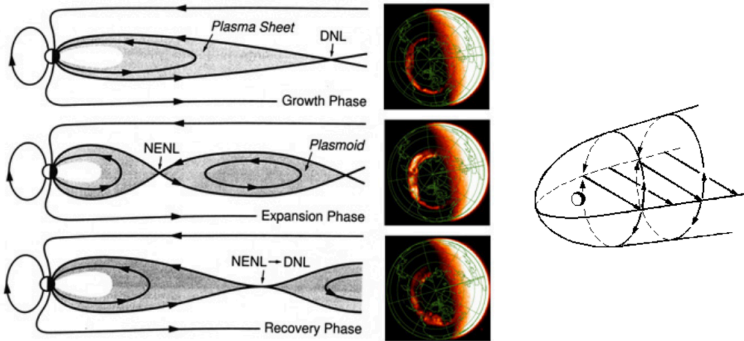 Plasma Sheet
DNL
Growth Phase
NENL
Plasmoid
Expansion Phase
NENL → DNL
Recovery Phase